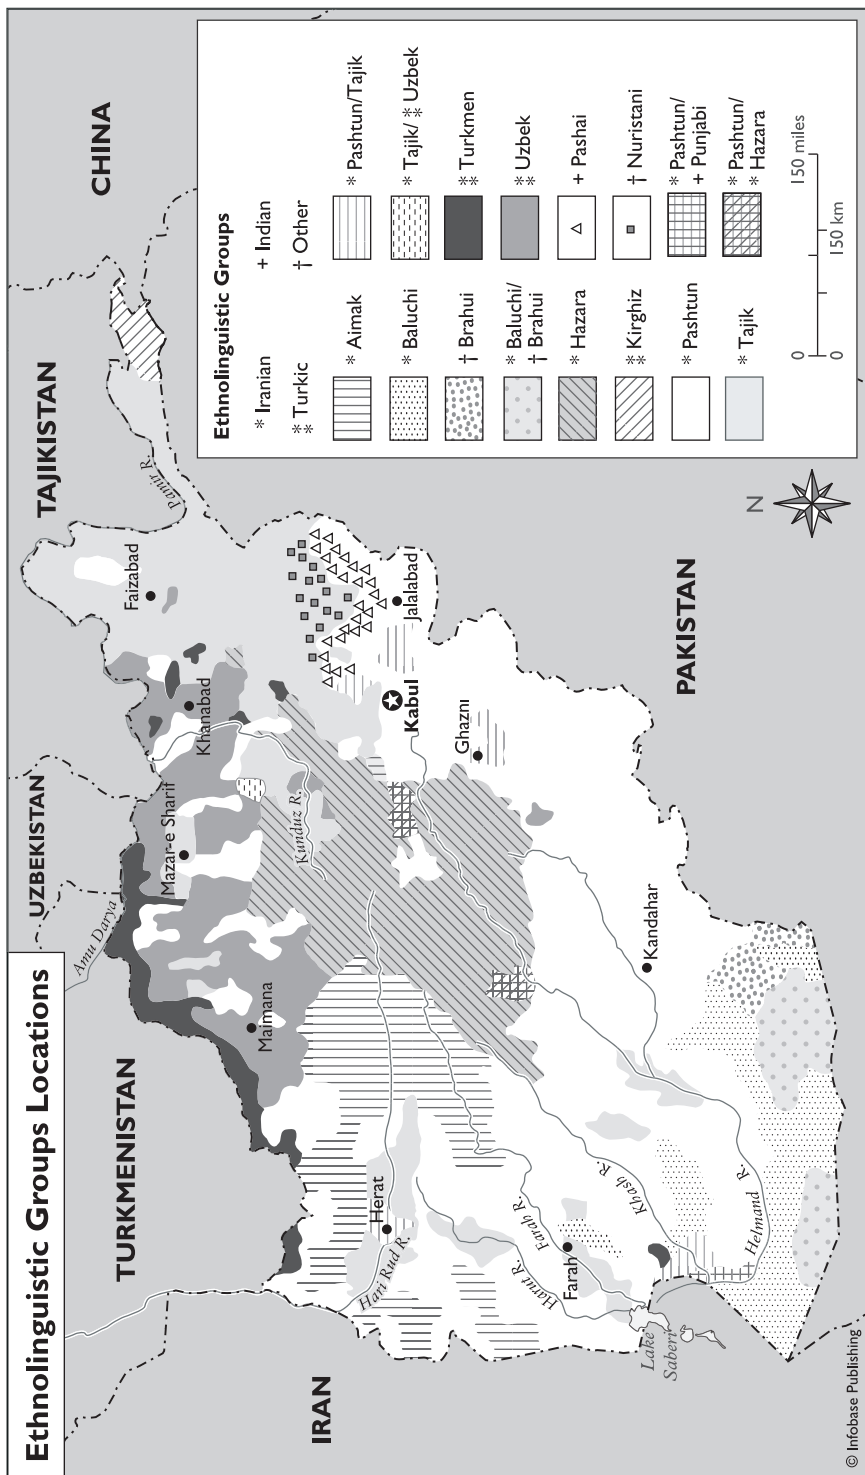 Ethnolinguistic Groups Locations
CHINA
TAJIKISTAN
UZBEKISTAN
TURKMENISTAN
IRAN
PAKISTAN
Amu Darya
Pamir R.
Faizabad
Khanabad
Mazar-e Sharif
Kunduz R.
Maimana
Jalalabad
Kabul
Ghazni
Kandahar
Herat
Hari Rud R.
Farah R.
Harut R.
Farah
Khash R.
Helmand R.
Lake
Saberi
N
Ethnolinguistic Groups
* Iranian + Indian
** Turkic † Other
* Aimak
* Baluchi
† Brahui
* Baluchi/
† Brahui
* Hazara
** Kirghiz
* Pashtun
* Tajik
* Pashtun/Tajik
* Tajik/ ** Uzbek
** Turkmen
** Uzbek
+ Pashai
† Nuristani
* Pashtun/
+ Punjabi
* Pashtun/
* Hazara
0 150 miles
0 150 km
© Infobase Publishing